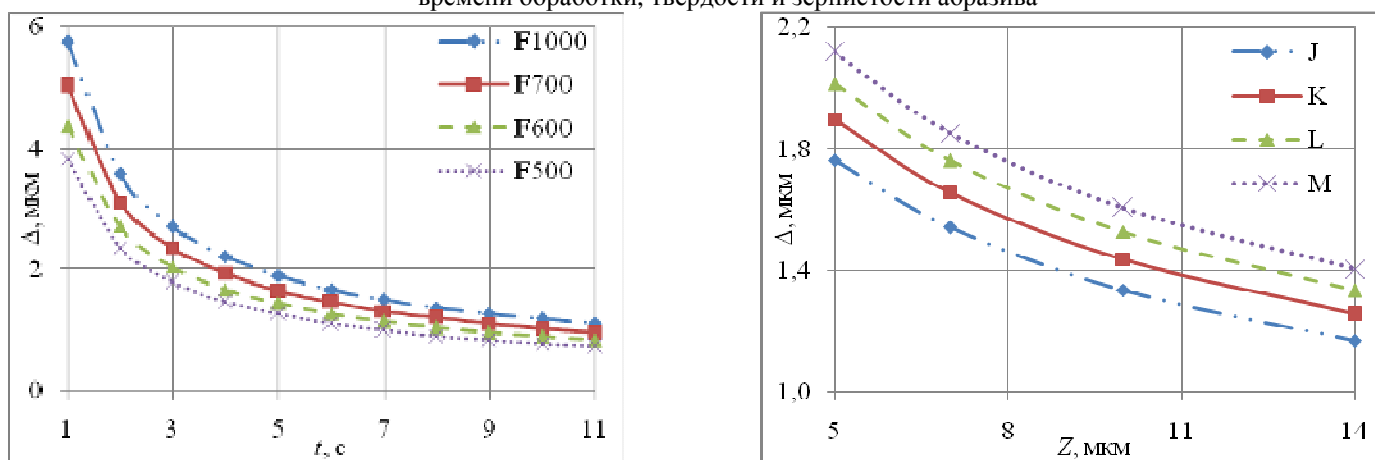 времени обработки, твердости и зернистости абразива
6
4
2
0
Δ, мкм
1 3 5 7 9 11
t, с
F1000
F700
F600
F500
2,2
1,8
1,4
1,0
Δ, мкм
5 8 11 14
Z, мкм
J
K
L
M